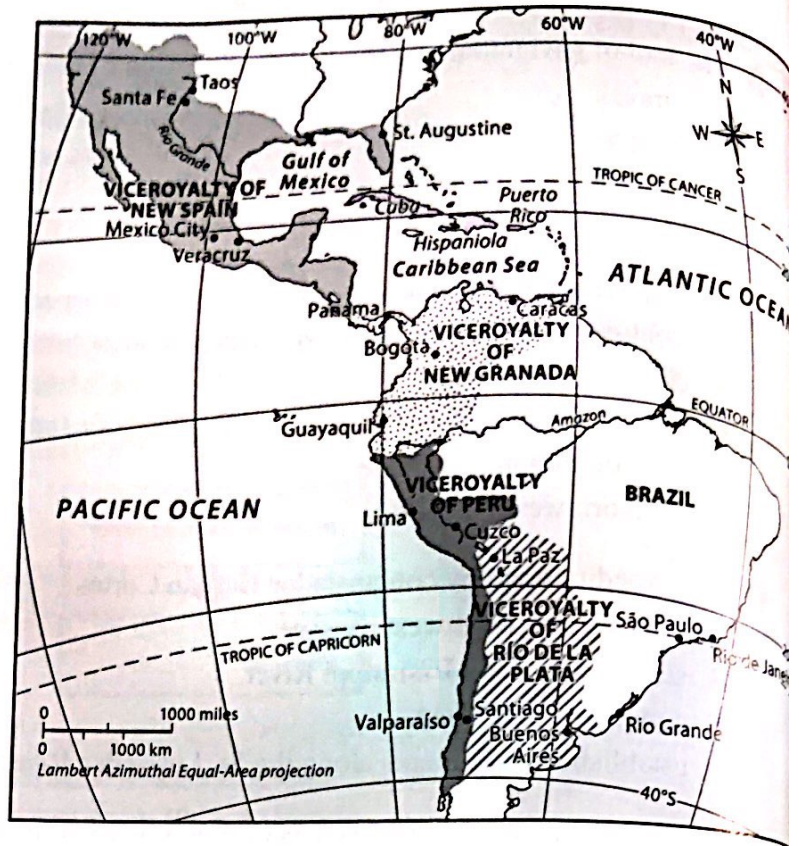 120°W
100°W
80°W
60°W
40°W
Taos
Santa Fe
N
W
E
S
St. Augustine
Rio Grande
Gulf of
Mexico
TROPIC OF CANCER
VICEROYALTY OF
NEW SPAIN
Cuba
Puerto
Rico
Mexico City
Veracruz
Hispaniola
Caribbean Sea
ATLANTIC OCEAN
Panama
Caracas
VICEROYALTY
OF
NEW GRANADA
Bogotá
EQUATOR
Guayaquil
Amazon
PACIFIC OCEAN
VICEROYALTY
OF PERU
BRAZIL
Lima
Cuzco
La Paz
VICEROYALTY
OF
RÍO DE LA
PLATA
São Paulo
TROPIC OF CAPRICORN
Rio de Jane
0 1000 miles
0 1000 km
Valparaíso
Santiago
Buenos
Aires
Rio Grande
Lambert Azimuthal Equal-Area projection
40°S